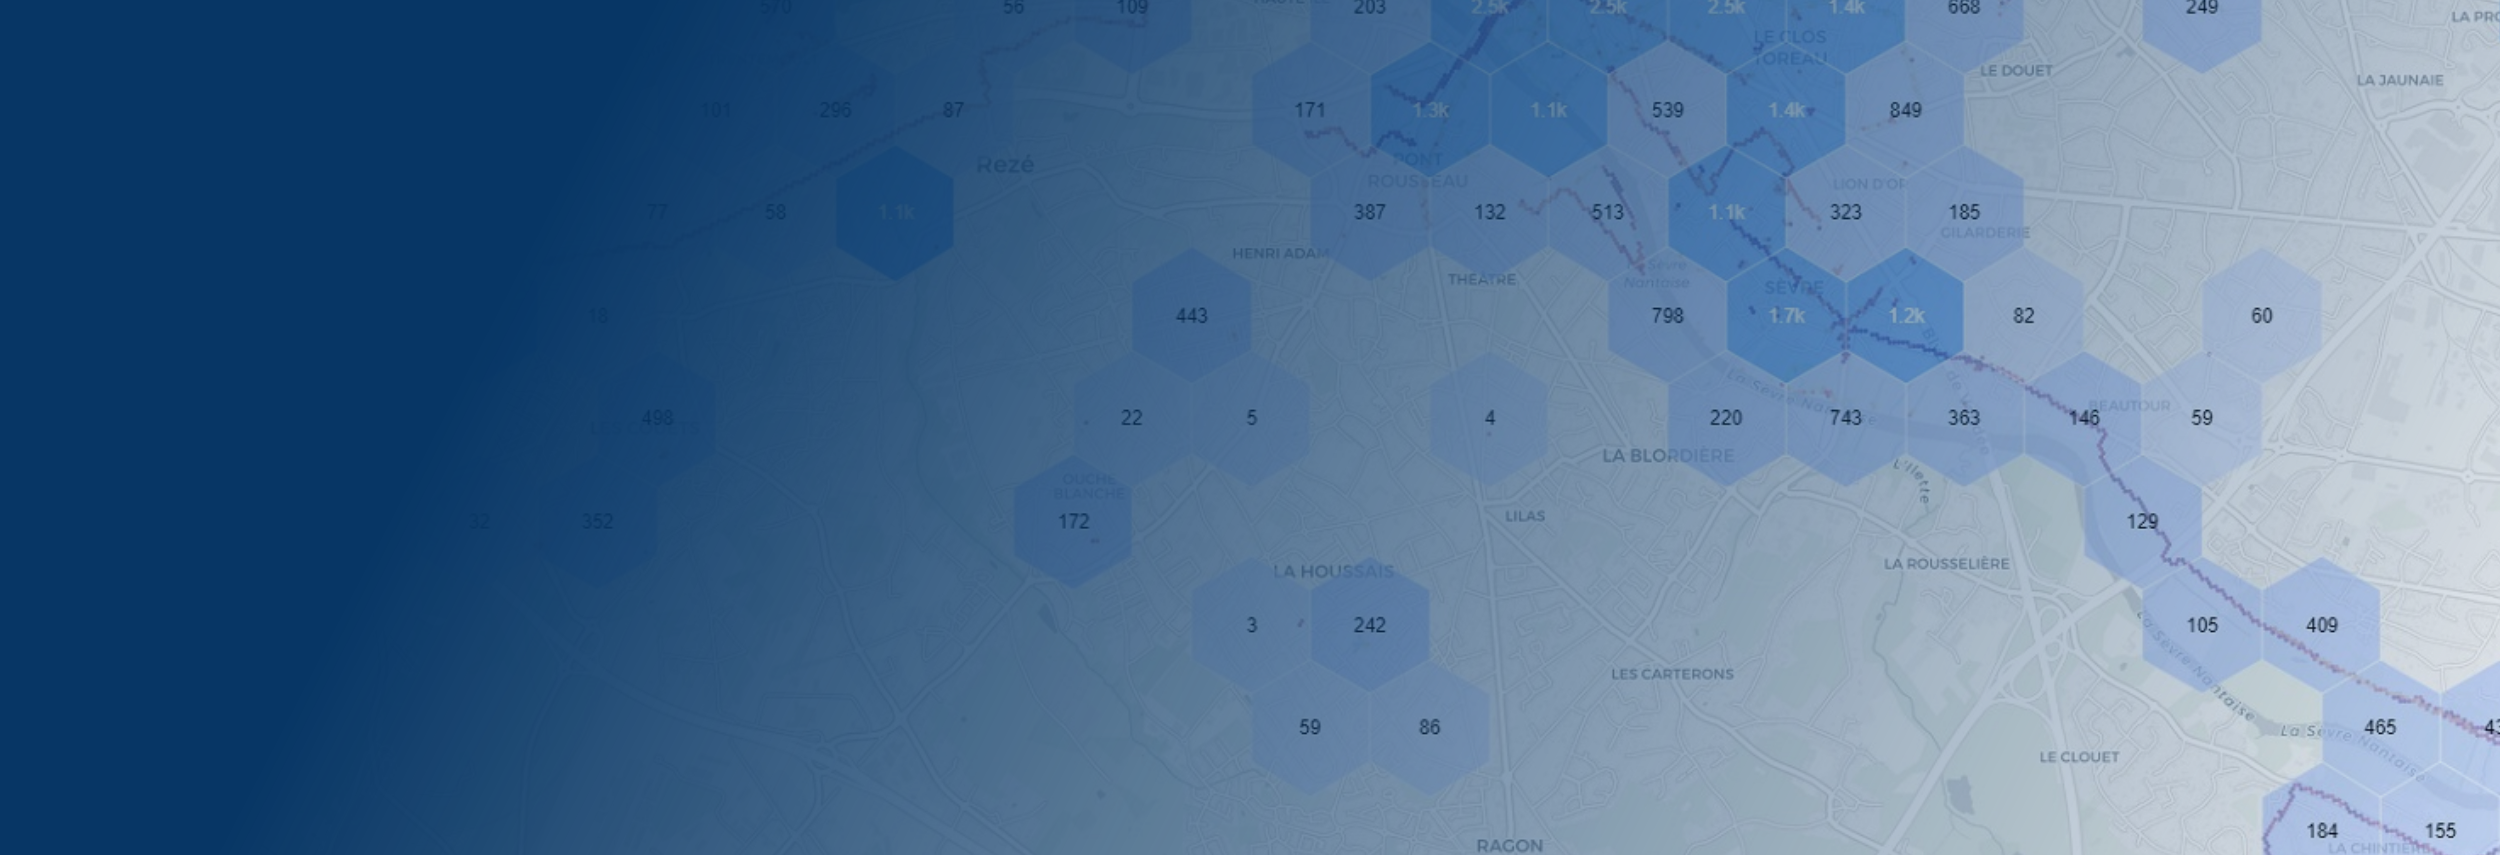 570 56 109 203 2.5k 2.5k 2.5k 1.4k 668 249
LA PRO
LE CLOS
TOREAU
LE DOUET
LA JAUNAIE
101 296 87 171 1.3k 1.1k 539 1.4k 849
Rezé
PONT
ROUSSEAU
LION D'OR
77 58 1.1k 387 132 513 1.1k 323 185
GILARDERIE
HENRI ADAM
THÉÂTRE
La Sèvre
Nantaise
SÈVRE
18 443 798 1.7k 1.2k 82 60
La Sèvre Nantaise
BEAUTOUR
498 22 5 4 220 743 363 146 59
LA BLORDIÈRE
L'Ilette
OUCHE
BLANCHE
32 352 172 129
LILAS
LA ROUSSELIÈRE
LA HOUSSAIS
3 242 105 409
La Sèvre Nantaise
LES CARTERONS
59 86 465 43
La Sèvre Nantaise
LE CLOUET
184 155
RAGON